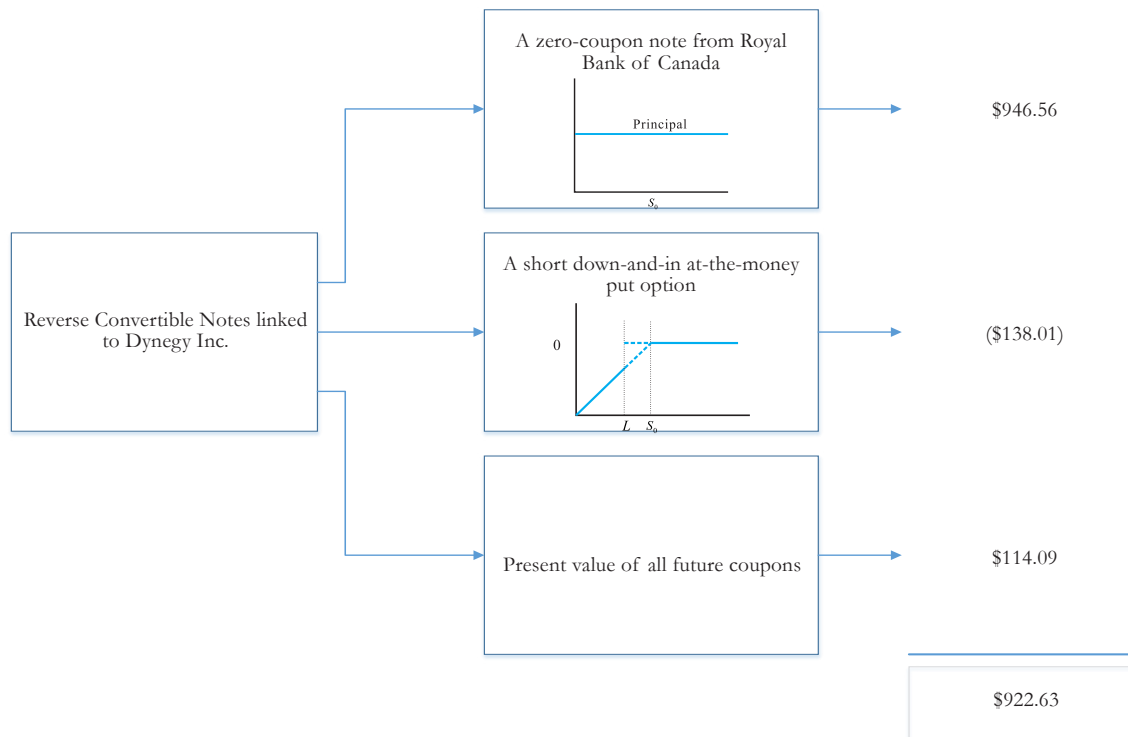 A zero-coupon note from Royal
Bank of Canada
Principal
S₀
$946.56
Reverse Convertible Notes linked
to Dynegy Inc.
A short down-and-in at-the-money
put option
0
L S₀
($138.01)
Present value of all future coupons
$114.09
$922.63